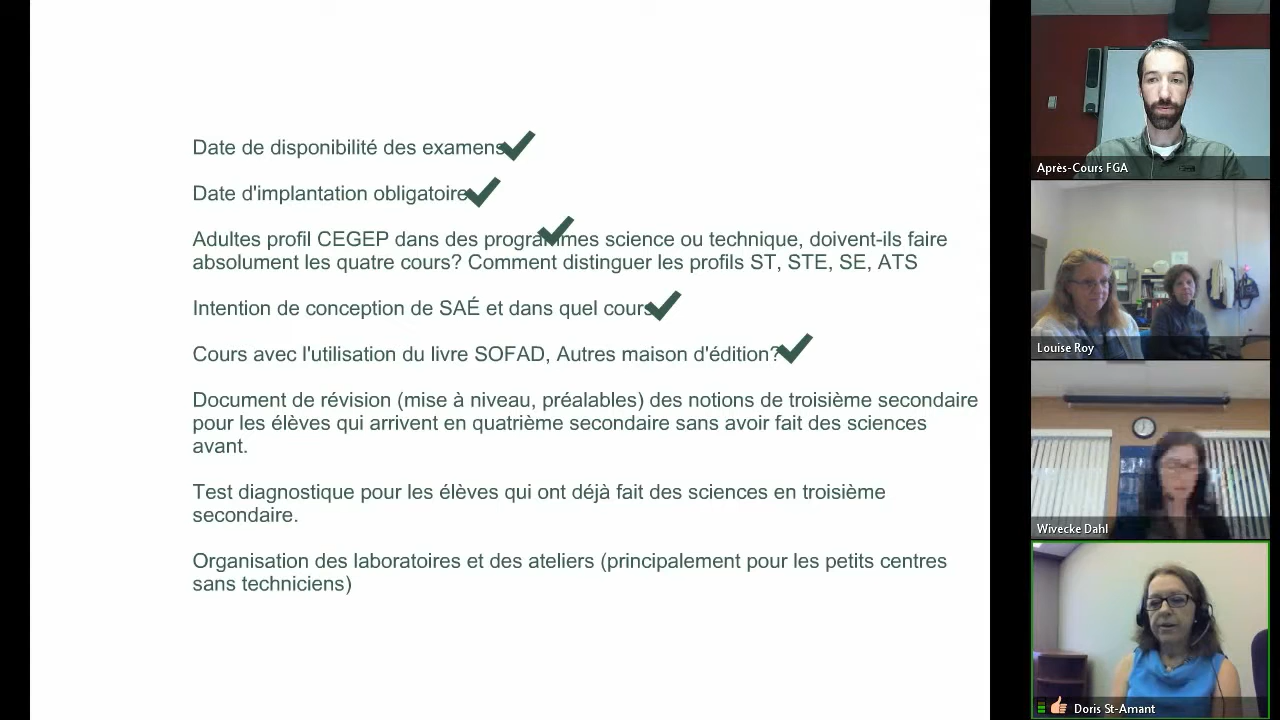 Date de disponibilité des examens
Date d'implantation obligatoire
Adultes profil CEGEP dans des programmes science ou technique, doivent-ils faire
absolument les quatre cours? Comment distinguer les profils ST, STE, SE, ATS
Intention de conception de SAÉ et dans quel cours
Cours avec l'utilisation du livre SOFAD, Autres maison d'édition?
Document de révision (mise à niveau, préalables) des notions de troisième secondaire
pour les élèves qui arrivent en quatrième secondaire sans avoir fait des sciences
avant.
Test diagnostique pour les élèves qui ont déjà fait des sciences en troisième
secondaire.
Organisation des laboratoires et des ateliers (principalement pour les petits centres
sans techniciens)
Après-Cours FGA
Louise Roy
Wivecke Dahl
Doris St-Amant